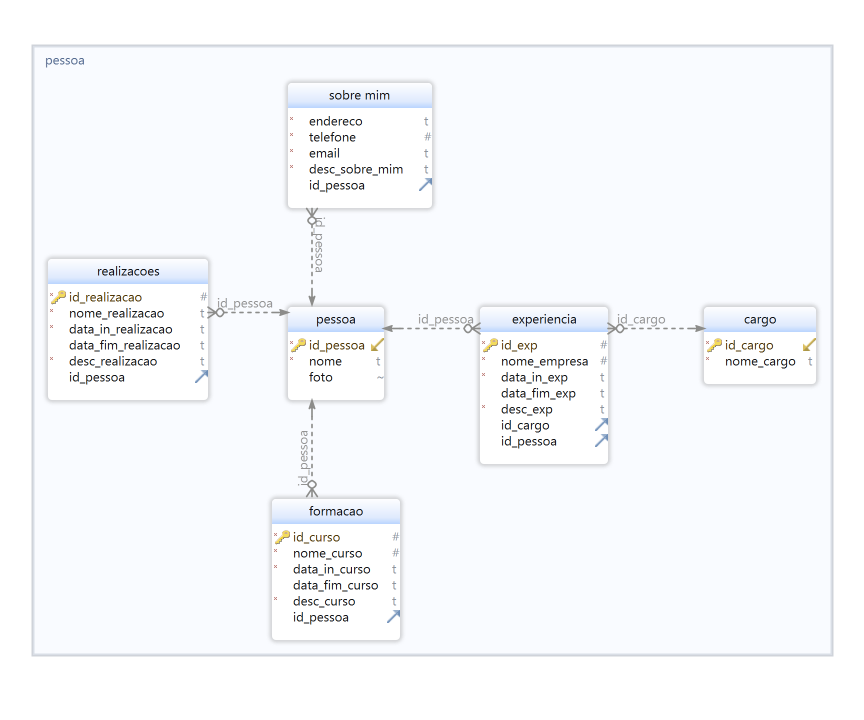 pessoa
sobre mim
endereco t
telefone #
email t
desc_sobre_mim t
id_pessoa
id_pessoa
realizacoes
id_realizacao #
nome_realizacao t
data_in_realizacao t
data_fim_realizacao t
desc_realizacao t
id_pessoa
id_pessoa
pessoa
id_pessoa
nome t
foto ~
id_pessoa
experiencia
id_exp #
nome_empresa #
data_in_exp t
data_fim_exp t
desc_exp t
id_cargo
id_pessoa
id_cargo
cargo
id_cargo
nome_cargo t
id_pessoa
formacao
id_curso #
nome_curso #
data_in_curso t
data_fim_curso t
desc_curso t
id_pessoa